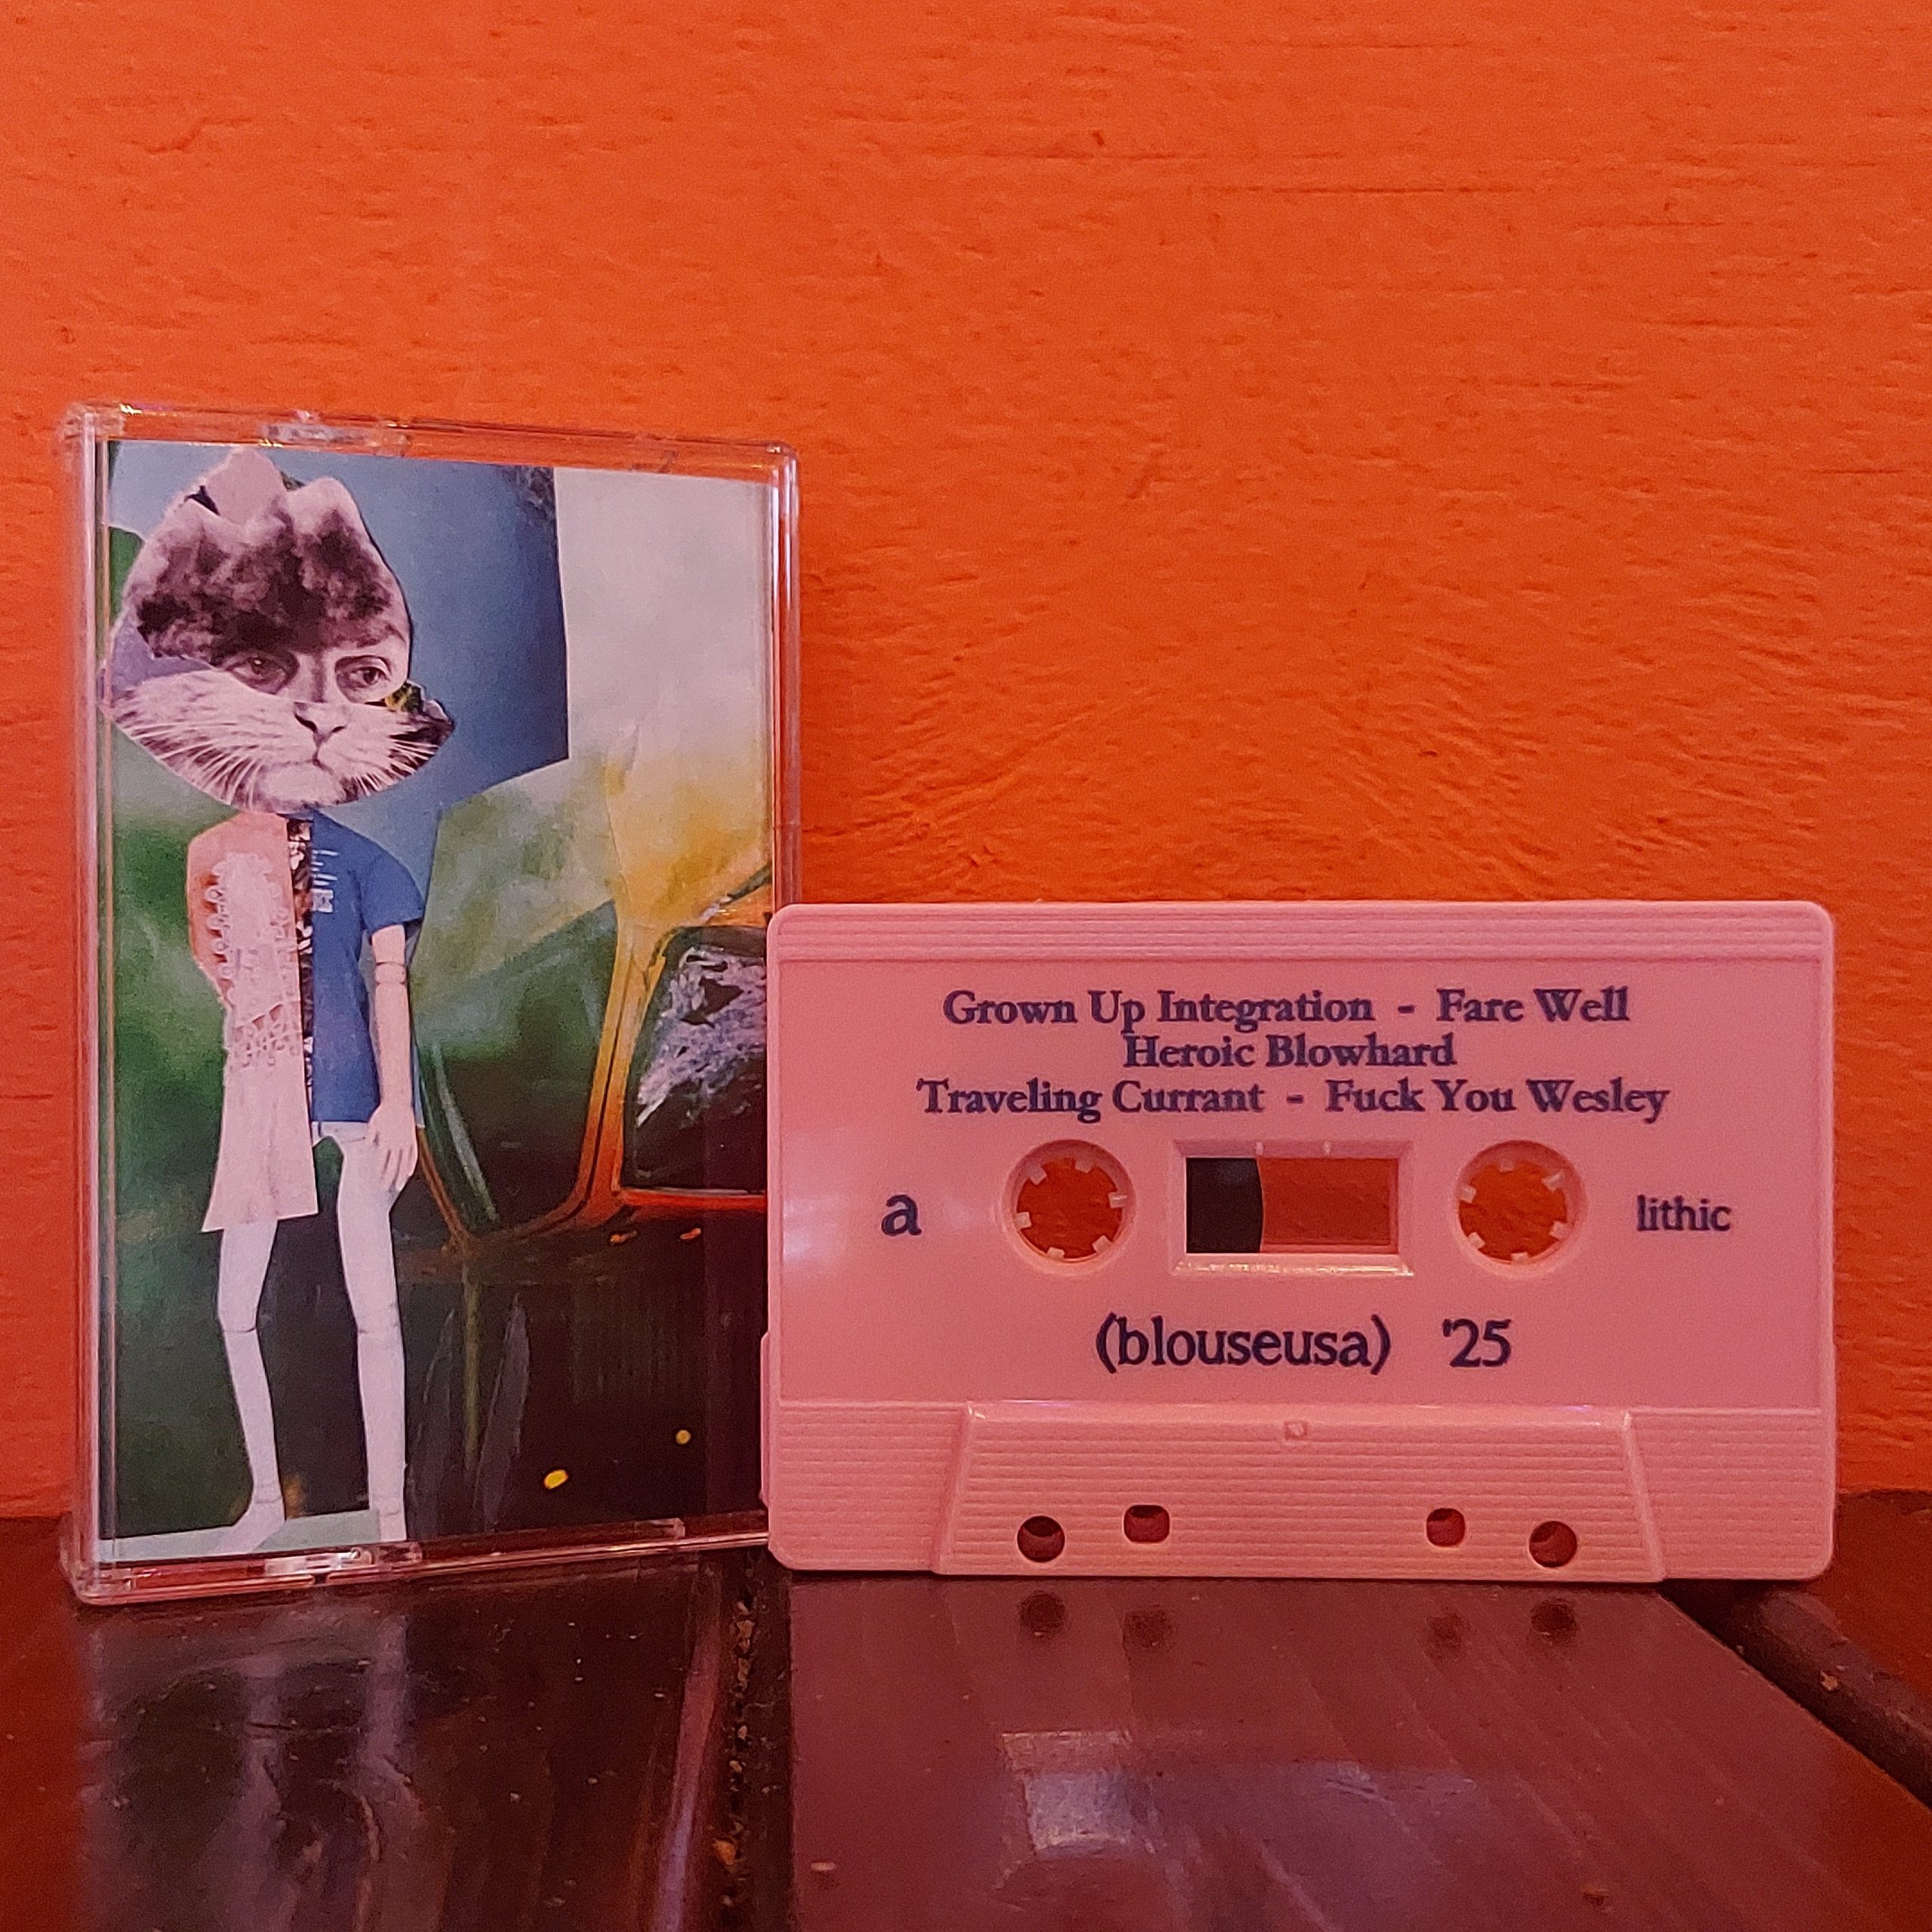 Grown Up Integration - Fare Well
Heroic Blowhard
Traveling Currant - Fuck You Wesley
a
lithic
(blouseusa) '25